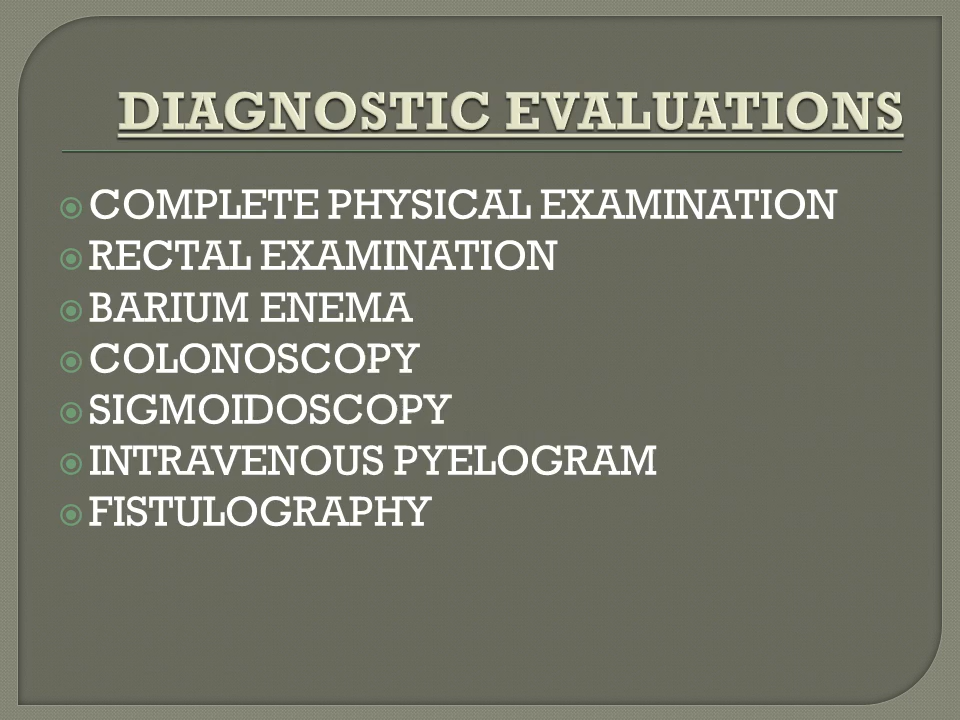 DIAGNOSTIC EVALUATIONS
COMPLETE PHYSICAL EXAMINATION
RECTAL EXAMINATION
BARIUM ENEMA
COLONOSCOPY
SIGMOIDOSCOPY
INTRAVENOUS PYELOGRAM
FISTULOGRAPHY